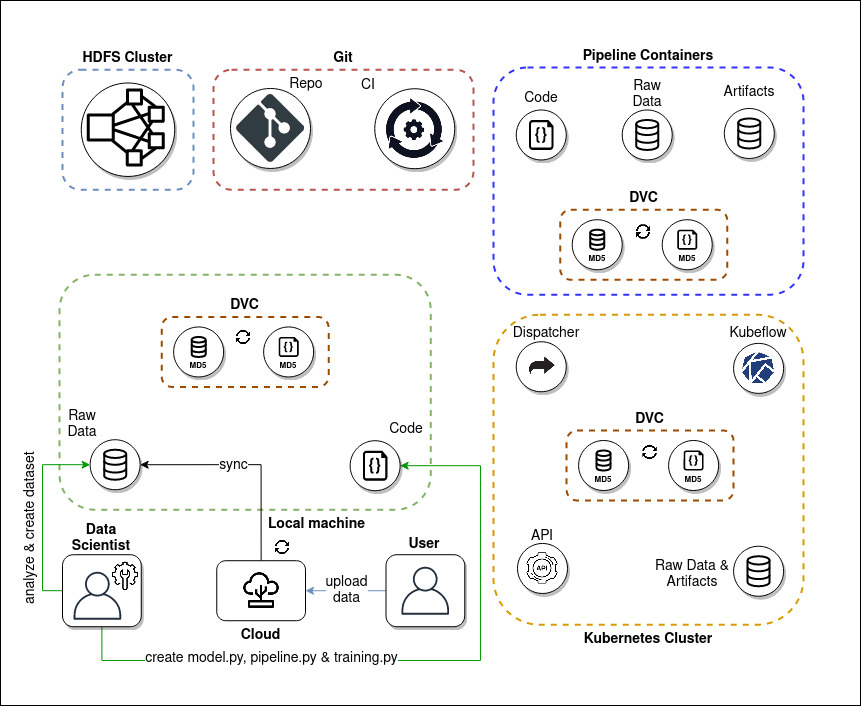 HDFS Cluster
Git
Repo
CI
Pipeline Containers
Code
Raw
Data
Artifacts
DVC
MD5
{}
MD5
{}
DVC
MD5
{}
MD5
Raw
Data
Code
{}
sync
analyze & create dataset
Local machine
Data
Scientist
User
upload
data
Cloud
create model.py, pipeline.py & training.py
Dispatcher
Kubeflow
DVC
MD5
{}
MD5
API
API
Raw Data &
Artifacts
Kubernetes Cluster